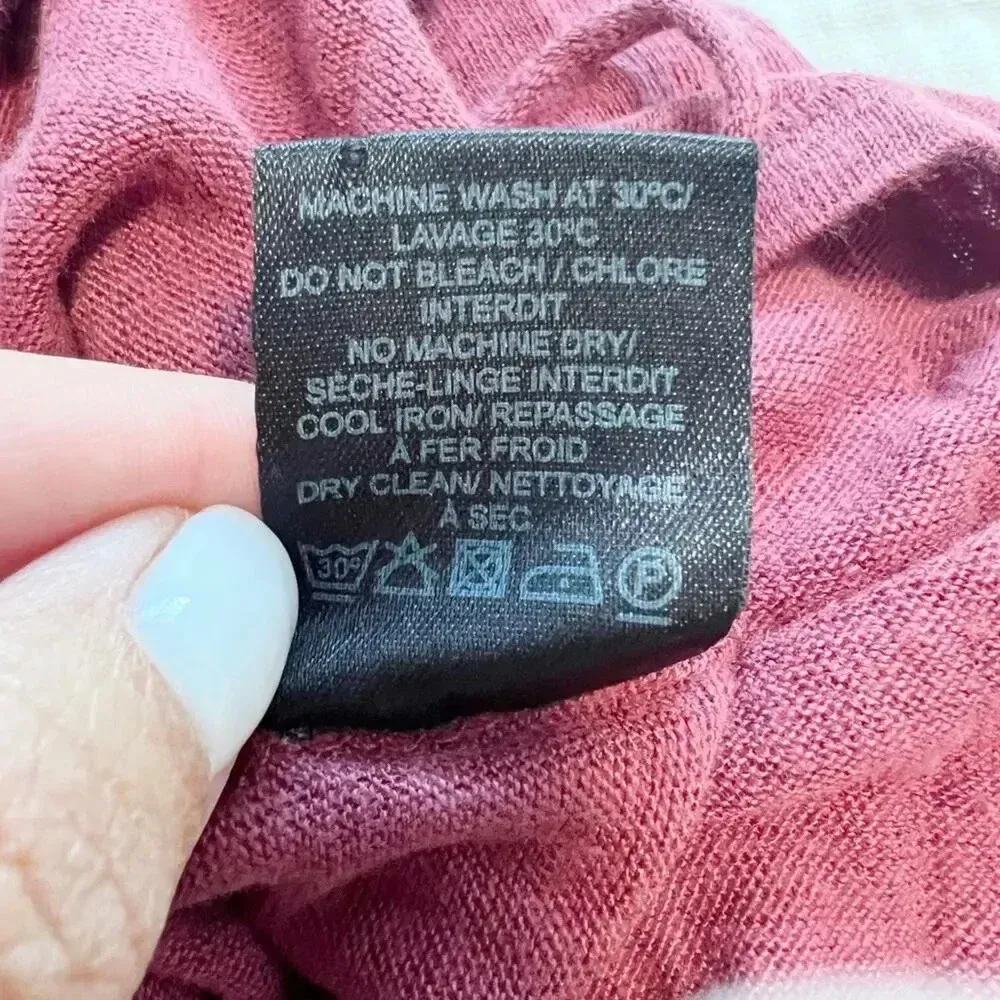 MACHINE WASH AT 30ºC/
LAVAGE 30ºC
DO NOT BLEACH / CHLORE
INTERDIT
NO MACHINE DRY/
SÈCHE-LINGE INTERDIT
COOL IRON/ REPASSAGE
À FER FROID
DRY CLEAN/ NETTOYAGE
À SEC
30º P